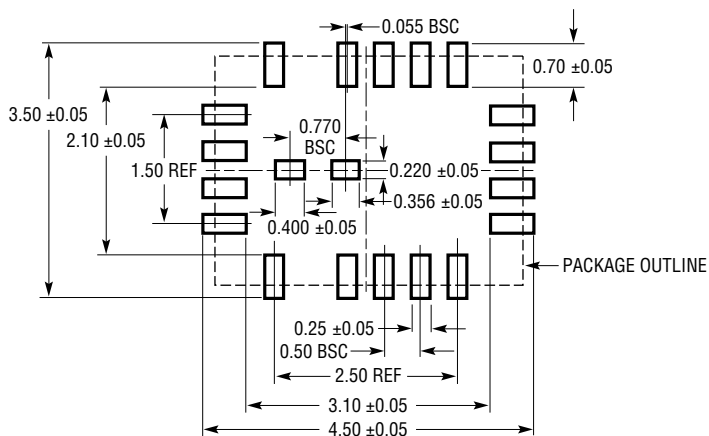 0.055 BSC
0.70 ±0.05
3.50 ±0.05
2.10 ±0.05
0.770
BSC
1.50 REF
0.220 ±0.05
0.356 ±0.05
0.400 ±0.05
PACKAGE OUTLINE
0.25 ±0.05
0.50 BSC
2.50 REF
3.10 ±0.05
4.50 ±0.05